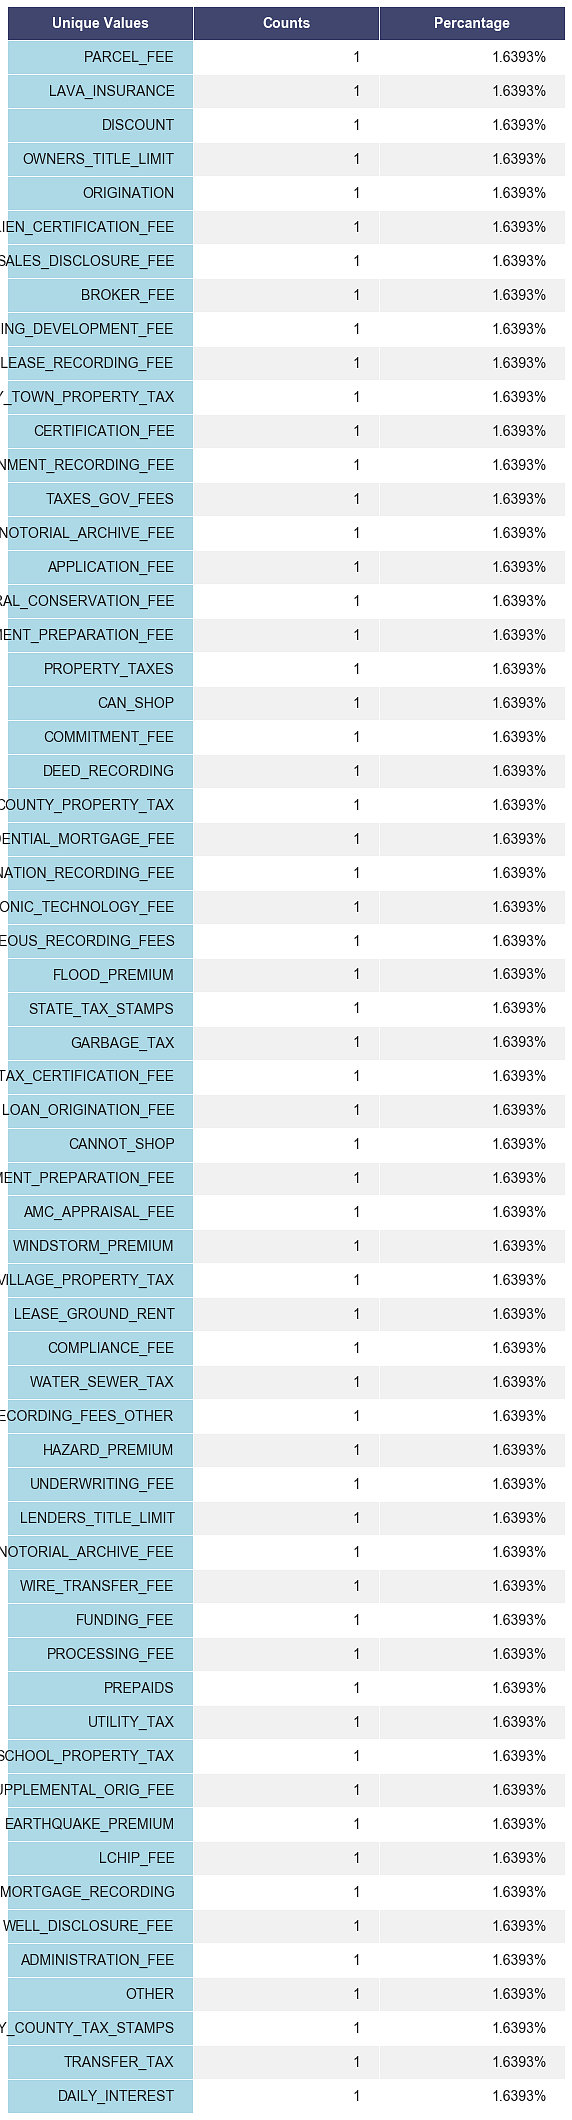 Unique Values Counts Percantage
PARCEL_FEE 1 1.6393%
LAVA_INSURANCE 1 1.6393%
DISCOUNT 1 1.6393%
OWNERS_TITLE_LIMIT 1 1.6393%
ORIGINATION 1 1.6393%
IEN_CERTIFICATION_FEE 1 1.6393%
SALES_DISCLOSURE_FEE 1 1.6393%
BROKER_FEE 1 1.6393%
ING_DEVELOPMENT_FEE 1 1.6393%
LEASE_RECORDING_FEE 1 1.6393%
Y_TOWN_PROPERTY_TAX 1 1.6393%
CERTIFICATION_FEE 1 1.6393%
NMENT_RECORDING_FEE 1 1.6393%
TAXES_GOV_FEES 1 1.6393%
NOTORIAL_ARCHIVE_FEE 1 1.6393%
APPLICATION_FEE 1 1.6393%
RAL_CONSERVATION_FEE 1 1.6393%
MENT_PREPARATION_FEE 1 1.6393%
PROPERTY_TAXES 1 1.6393%
CAN_SHOP 1 1.6393%
COMMITMENT_FEE 1 1.6393%
DEED_RECORDING 1 1.6393%
COUNTY_PROPERTY_TAX 1 1.6393%
DENTIAL_MORTGAGE_FEE 1 1.6393%
NATION_RECORDING_FEE 1 1.6393%
ONIC_TECHNOLOGY_FEE 1 1.6393%
EOUS_RECORDING_FEES 1 1.6393%
FLOOD_PREMIUM 1 1.6393%
STATE_TAX_STAMPS 1 1.6393%
GARBAGE_TAX 1 1.6393%
TAX_CERTIFICATION_FEE 1 1.6393%
LOAN_ORIGINATION_FEE 1 1.6393%
CANNOT_SHOP 1 1.6393%
MENT_PREPARATION_FEE 1 1.6393%
AMC_APPRAISAL_FEE 1 1.6393%
WINDSTORM_PREMIUM 1 1.6393%
VILLAGE_PROPERTY_TAX 1 1.6393%
LEASE_GROUND_RENT 1 1.6393%
COMPLIANCE_FEE 1 1.6393%
WATER_SEWER_TAX 1 1.6393%
ECORDING_FEES_OTHER 1 1.6393%
HAZARD_PREMIUM 1 1.6393%
UNDERWRITING_FEE 1 1.6393%
LENDERS_TITLE_LIMIT 1 1.6393%
NOTORIAL_ARCHIVE_FEE 1 1.6393%
WIRE_TRANSFER_FEE 1 1.6393%
FUNDING_FEE 1 1.6393%
PROCESSING_FEE 1 1.6393%
PREPAIDS 1 1.6393%
UTILITY_TAX 1 1.6393%
SCHOOL_PROPERTY_TAX 1 1.6393%
UPPLEMENTAL_ORIG_FEE 1 1.6393%
EARTHQUAKE_PREMIUM 1 1.6393%
LCHIP_FEE 1 1.6393%
MORTGAGE_RECORDING 1 1.6393%
WELL_DISCLOSURE_FEE 1 1.6393%
ADMINISTRATION_FEE 1 1.6393%
OTHER 1 1.6393%
Y_COUNTY_TAX_STAMPS 1 1.6393%
TRANSFER_TAX 1 1.6393%
DAILY_INTEREST 1 1.6393%